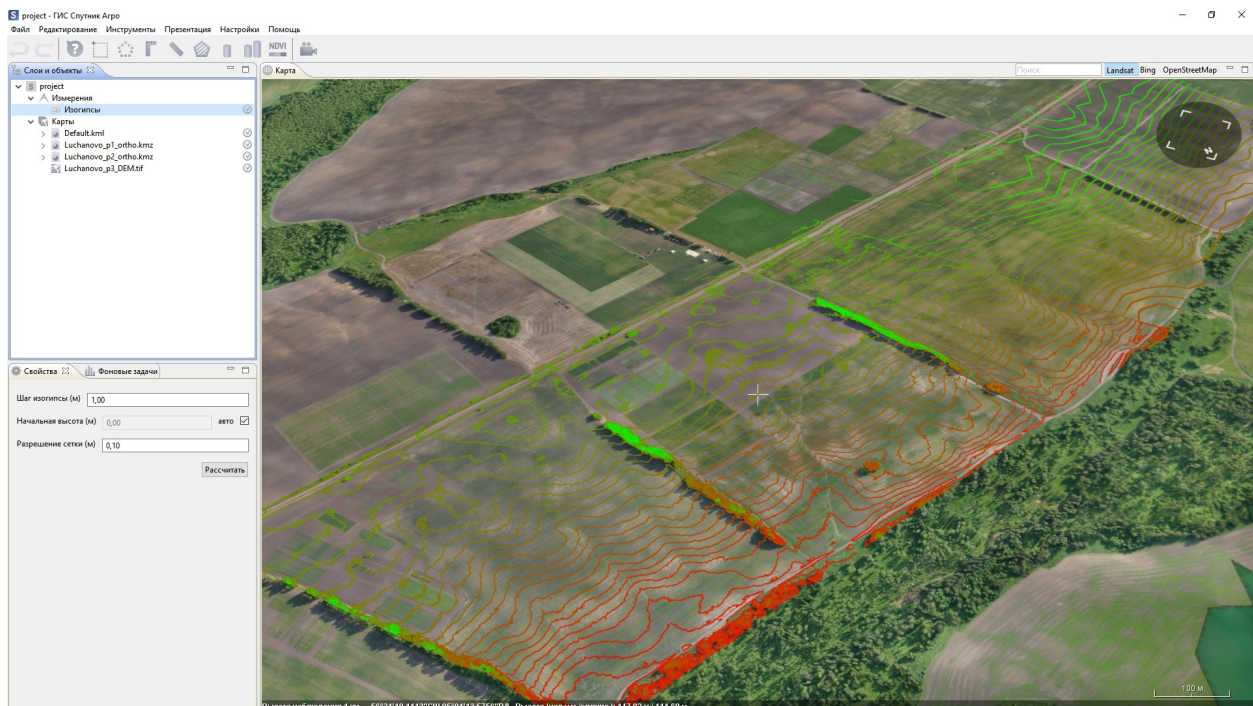 project - ГИС Спутник Агро
Файл Редактирование Инструменты Презентация Настройки Помощь
NDVI
Слои и объекты
project
Измерения
Изогипсы
Карты
Default.kml
Luchanovo_p1_ortho.kmz
Luchanovo_p2_ortho.kmz
Luchanovo_p3_DEM.tif
Свойства Фоновые задачи
Шаг изогипсы (м) 1,00
Начальная высота (м) 0,00 авто
Разрешение сетки (м) 0,10
Рассчитать
Карта Поиск Landsat Bing OpenStreetMap
N
100 м